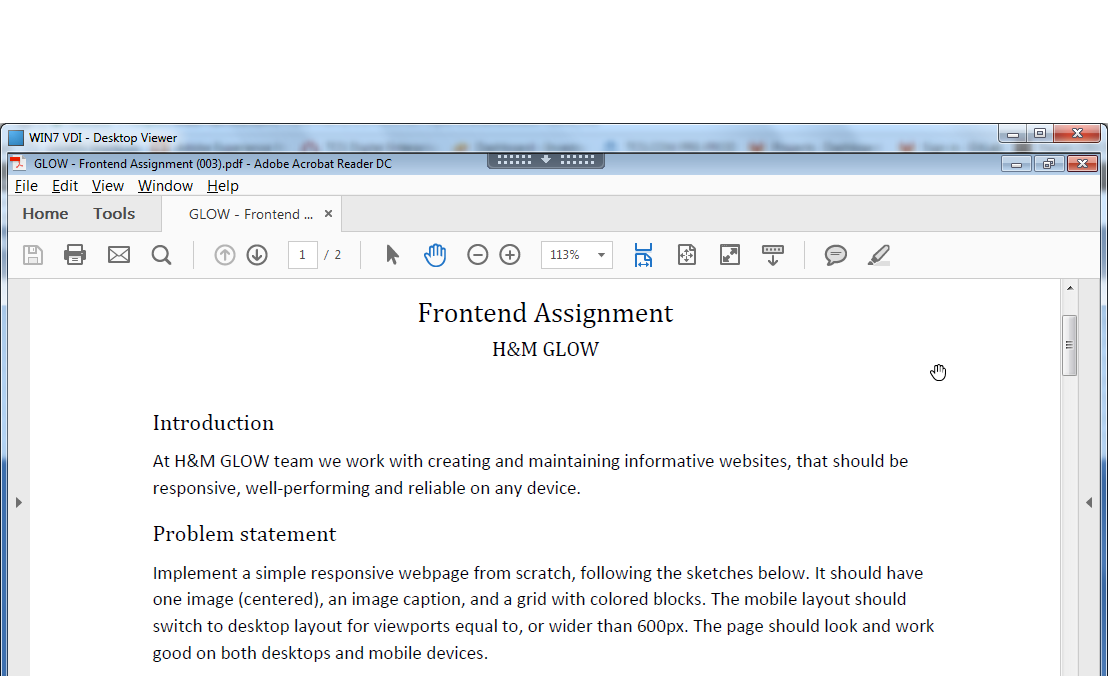 WIN7 VDI - Desktop Viewer
GLOW - Frontend Assignment (003).pdf - Adobe Acrobat Reader DC
File Edit View Window Help
Home Tools GLOW - Frontend ... ×
1 / 2 113%
Frontend Assignment
H&M GLOW
Introduction
At H&M GLOW team we work with creating and maintaining informative websites, that should be
responsive, well-performing and reliable on any device.
Problem statement
Implement a simple responsive webpage from scratch, following the sketches below. It should have
one image (centered), an image caption, and a grid with colored blocks. The mobile layout should
switch to desktop layout for viewports equal to, or wider than 600px. The page should look and work
good on both desktops and mobile devices.